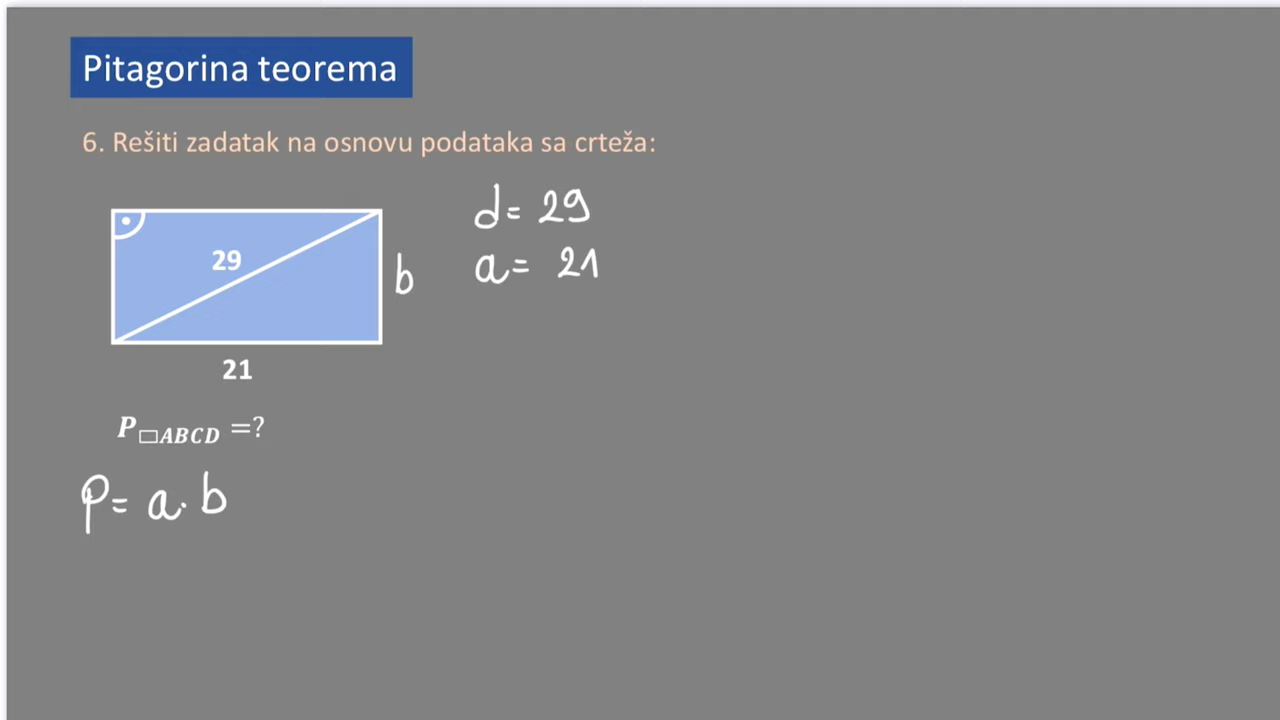 Pitagorina teorema
6. Rešiti zadatak na osnovu podataka sa crteža:
d = 29
a = 21
29
b
21
P□ABCD =?
P = a · b